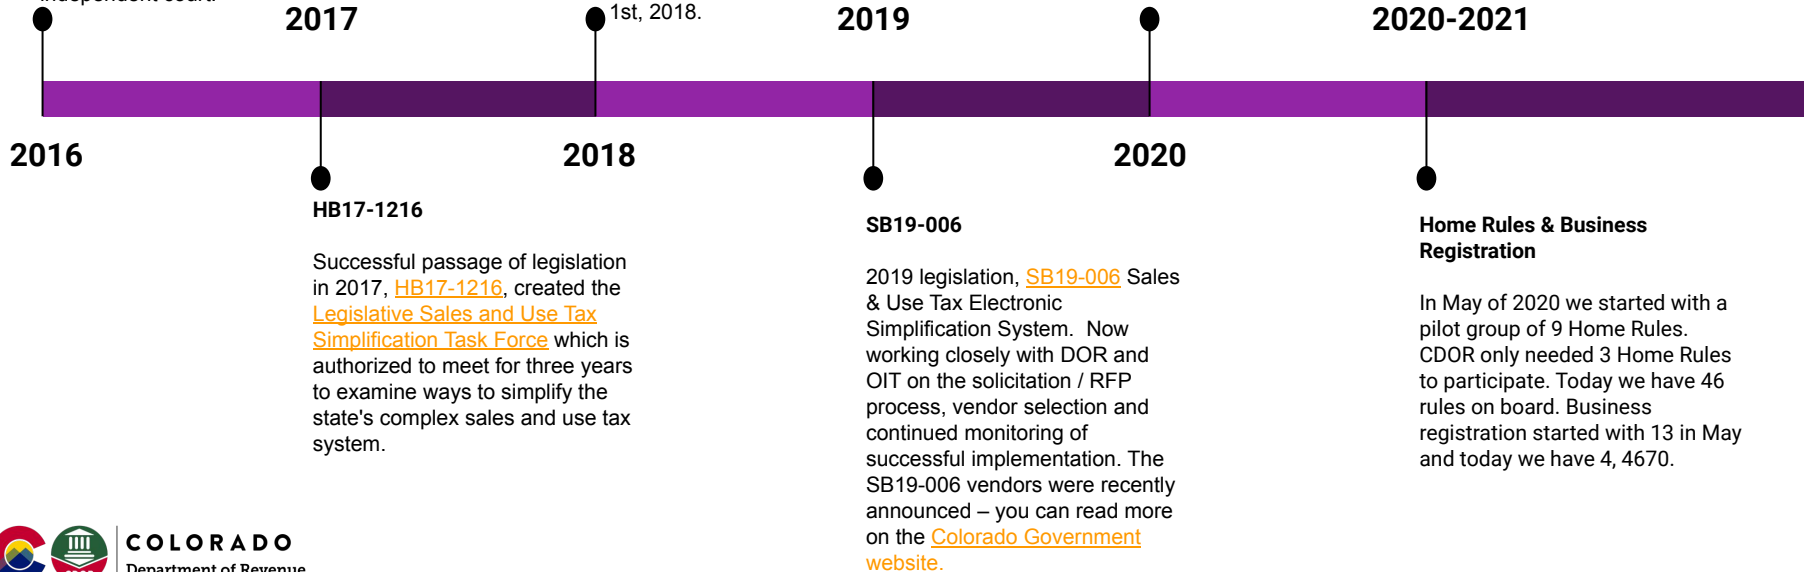 independent court.
1st, 2018.
2017
2019
2020-2021
2016
2018
2020
HB17-1216
Successful passage of legislation
in 2017, HB17-1216, created the
Legislative Sales and Use Tax
Simplification Task Force which is
authorized to meet for three years
to examine ways to simplify the
state's complex sales and use tax
system.
SB19-006
2019 legislation, SB19-006 Sales
& Use Tax Electronic
Simplification System. Now
working closely with DOR and
OIT on the solicitation / RFP
process, vendor selection and
continued monitoring of
successful implementation. The
SB19-006 vendors were recently
announced – you can read more
on the Colorado Government
website.
Home Rules & Business
Registration
In May of 2020 we started with a
pilot group of 9 Home Rules.
CDOR only needed 3 Home Rules
to participate. Today we have 46
rules on board. Business
registration started with 13 in May
and today we have 4, 4670.
COLORADO
Department of Revenue